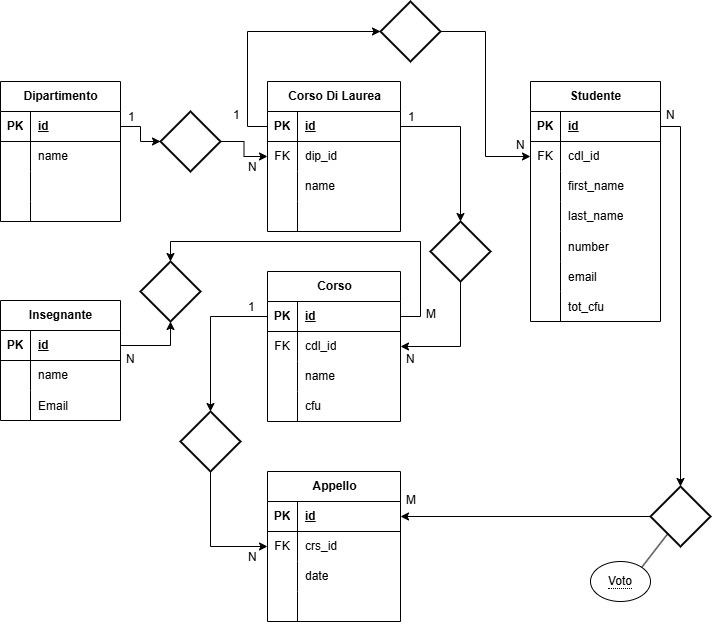 Dipartimento
PK id
name
1
N
Corso Di Laurea
PK id
FK dip_id
name
1
1
N
Studente
PK id
FK cdl_id
first_name
last_name
number
email
tot_cfu
N
Insegnante
PK id
name
Email
N
Corso
PK id
FK cdl_id
name
cfu
1
M
N
Appello
PK id
FK crs_id
date
N
M
Voto